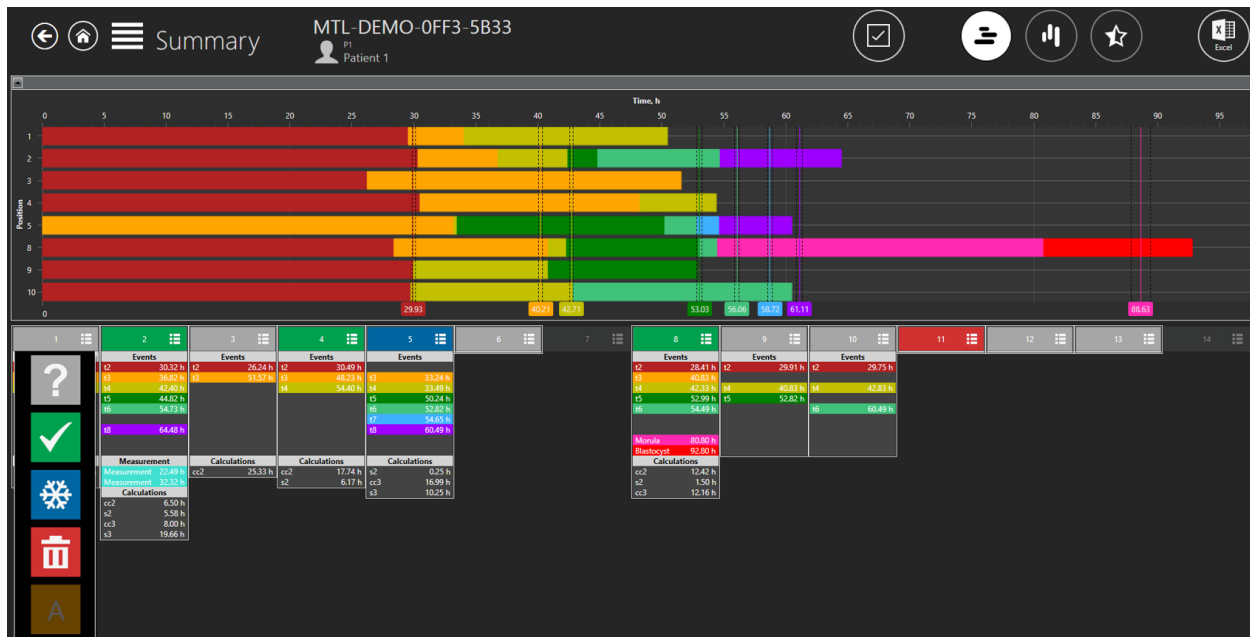 Summary
MTL-DEMO-0FF3-5B33
P1
Patient 1
Excel
Time, h
0 5 10 15 20 25 30 35 40 45 50 55 60 65 70 75 80 85 90 95
Position
1
2
3
4
5
8
9
10
0
29.93 40.21 42.71 53.03 56.06 58.72 61.11 88.63
1 2 3 4 5 6 7 8 9 10 11 12 13 14
Events Events Events Events Events Events Events
t2 30.32 h t2 26.24 h t2 30.49 h t2 28.41 h t2 29.91 h t2 29.75 h
t3 36.82 h t3 51.57 h t3 48.23 h t3 33.24 h t3 40.83 h
t4 42.40 h t4 54.40 h t4 33.49 h t4 42.33 h t4 40.83 h t4 42.83 h
t5 44.82 h t5 50.24 h t5 52.99 h t5 52.82 h
t6 54.73 h t6 52.82 h t6 54.49 h t6 60.49 h
t7 54.65 h
t8 64.48 h t8 60.49 h
Morula 80.80 h
Blastocyst 92.80 h
Measurement Calculations Calculations Calculations Calculations
Measurement 22.49 h cc2 25.33 h cc2 17.74 h s2 0.25 h cc2 12.42 h
Measurement 32.32 h s2 6.17 h cc3 16.99 h s2 1.50 h
Calculations s3 10.25 h cc3 12.16 h
cc2 6.50 h
s2 5.58 h
cc3 8.00 h
s3 19.66 h
?
A